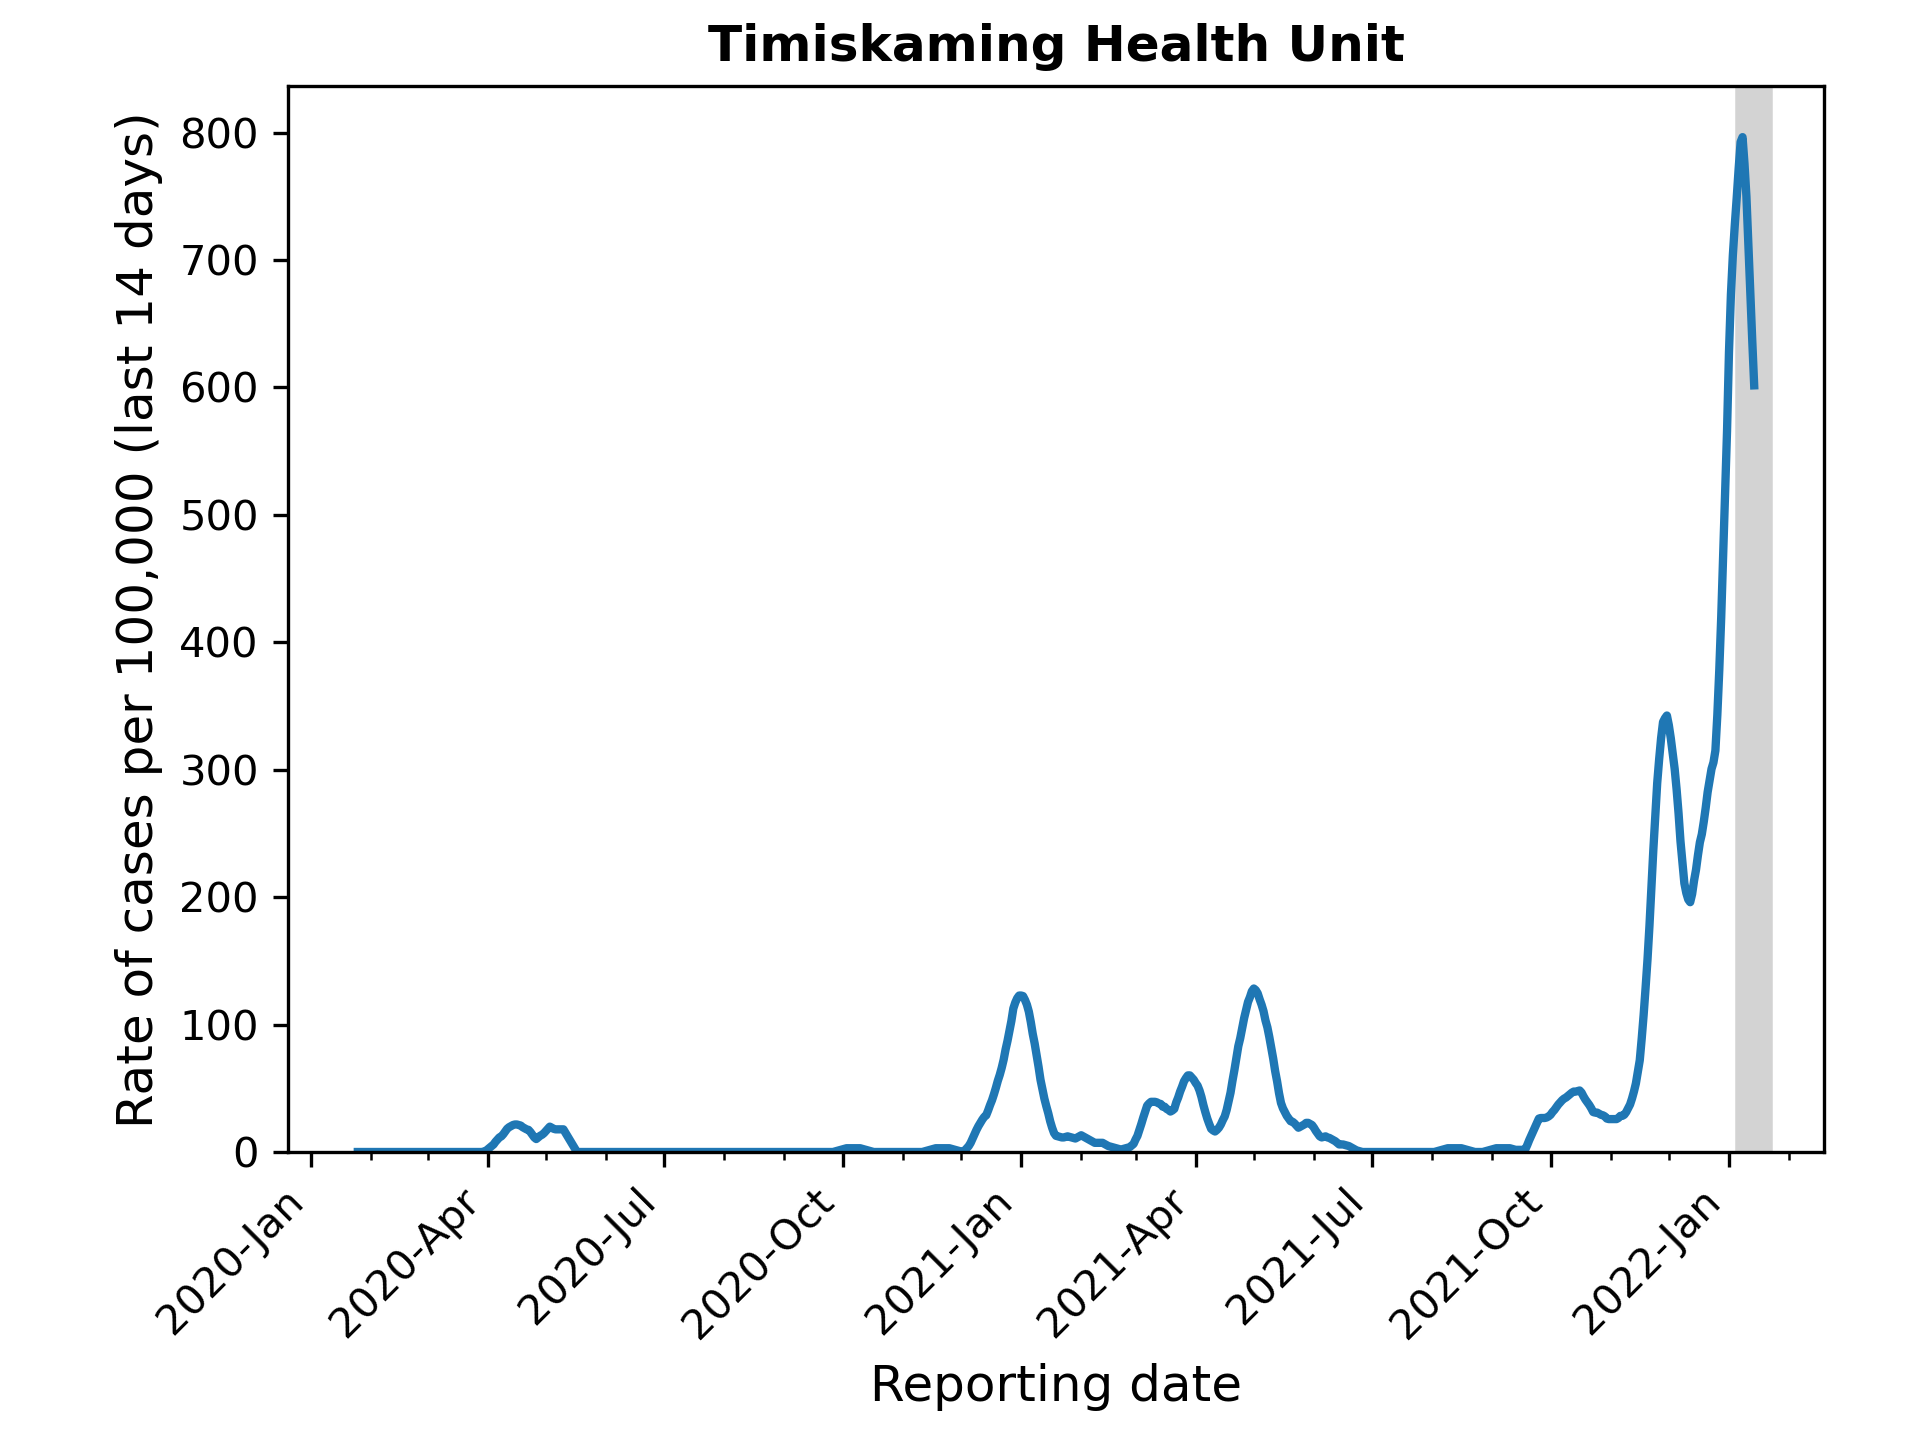 Timiskaming Health Unit
Rate of cases per 100,000 (last 14 days)
800
700
600
500
400
300
200
100
0
2020-Jan
2020-Apr
2020-Jul
2020-Oct
2021-Jan
2021-Apr
2021-Jul
2021-Oct
2022-Jan
Reporting date